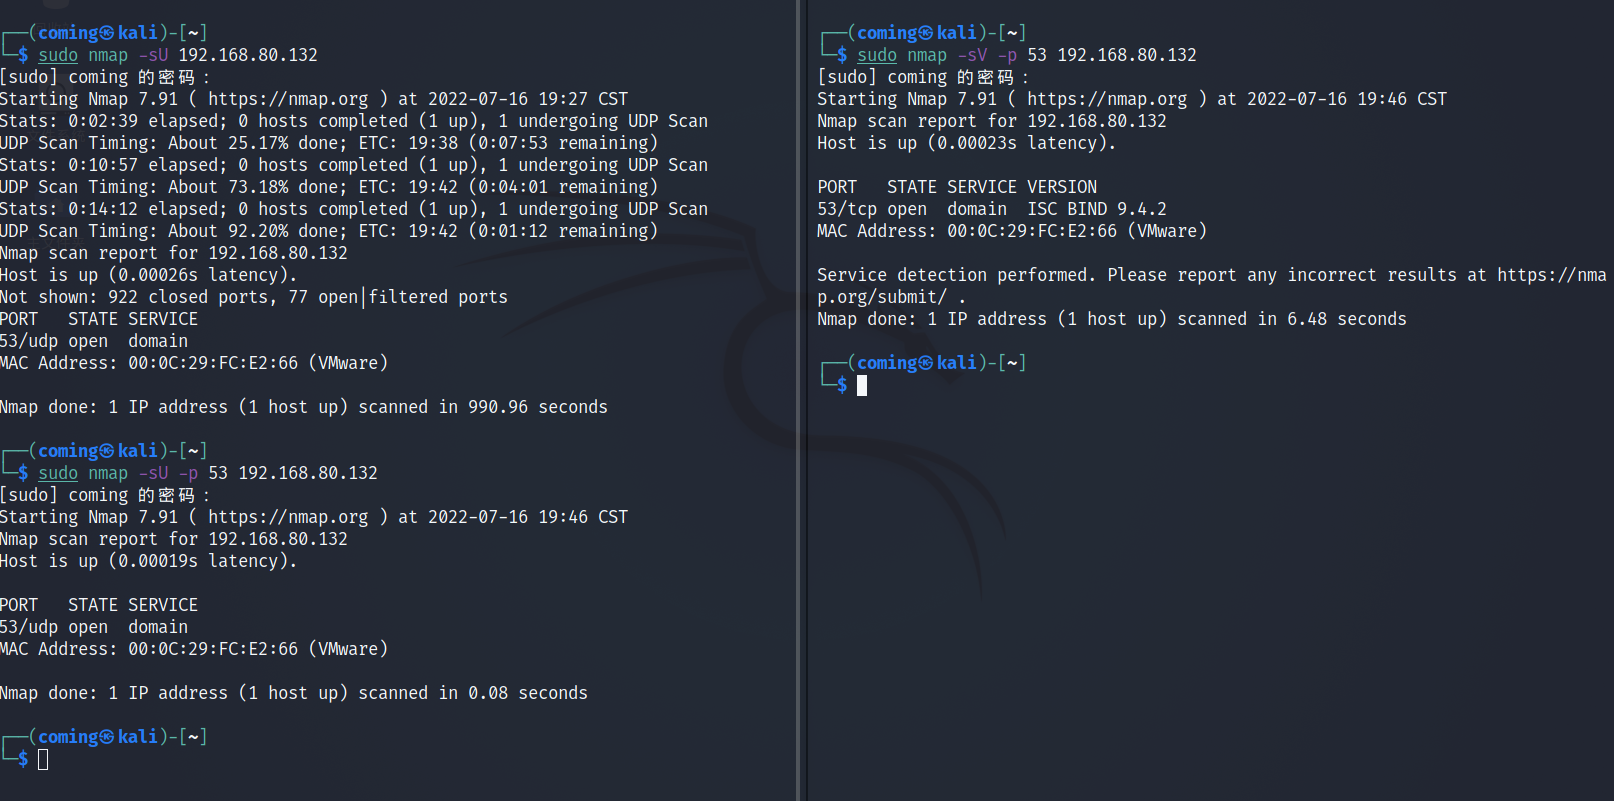 ┌──(coming㉿kali)-[~]
└─$ sudo nmap -sU 192.168.80.132
[sudo] coming 的密码：
Starting Nmap 7.91 ( https://nmap.org ) at 2022-07-16 19:27 CST
Stats: 0:02:39 elapsed; 0 hosts completed (1 up), 1 undergoing UDP Scan
UDP Scan Timing: About 25.17% done; ETC: 19:38 (0:07:53 remaining)
Stats: 0:10:57 elapsed; 0 hosts completed (1 up), 1 undergoing UDP Scan
UDP Scan Timing: About 73.18% done; ETC: 19:42 (0:04:01 remaining)
Stats: 0:14:12 elapsed; 0 hosts completed (1 up), 1 undergoing UDP Scan
UDP Scan Timing: About 92.20% done; ETC: 19:42 (0:01:12 remaining)
Nmap scan report for 192.168.80.132
Host is up (0.00026s latency).
Not shown: 922 closed ports, 77 open|filtered ports
PORT   STATE SERVICE
53/udp open  domain
MAC Address: 00:0C:29:FC:E2:66 (VMware)
Nmap done: 1 IP address (1 host up) scanned in 990.96 seconds
┌──(coming㉿kali)-[~]
└─$ sudo nmap -sU -p 53 192.168.80.132
[sudo] coming 的密码：
Starting Nmap 7.91 ( https://nmap.org ) at 2022-07-16 19:46 CST
Nmap scan report for 192.168.80.132
Host is up (0.00019s latency).
PORT   STATE SERVICE
53/udp open  domain
MAC Address: 00:0C:29:FC:E2:66 (VMware)
Nmap done: 1 IP address (1 host up) scanned in 0.08 seconds
┌──(coming㉿kali)-[~]
└─$
┌──(coming㉿kali)-[~]
└─$ sudo nmap -sV -p 53 192.168.80.132
[sudo] coming 的密码：
Starting Nmap 7.91 ( https://nmap.org ) at 2022-07-16 19:46 CST
Nmap scan report for 192.168.80.132
Host is up (0.00023s latency).
PORT   STATE SERVICE VERSION
53/tcp open  domain  ISC BIND 9.4.2
MAC Address: 00:0C:29:FC:E2:66 (VMware)
Service detection performed. Please report any incorrect results at https://nma
p.org/submit/ .
Nmap done: 1 IP address (1 host up) scanned in 6.48 seconds
┌──(coming㉿kali)-[~]
└─$